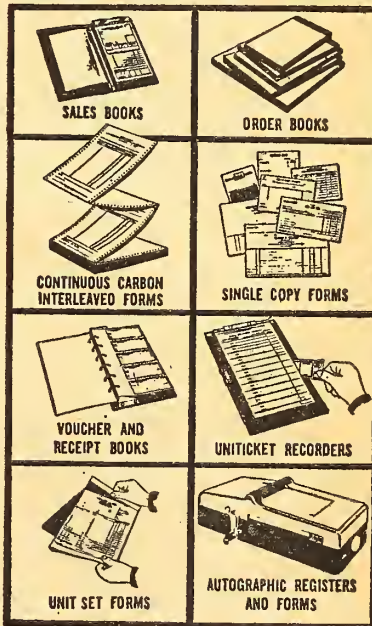 SALES BOOKS
ORDER BOOKS
CONTINUOUS CARBON
INTERLEAVED FORMS
SINGLE COPY FORMS
VOUCHER AND
RECEIPT BOOKS
UNITICKET RECORDERS
UNIT SET FORMS
AUTOGRAPHIC REGISTERS
AND FORMS